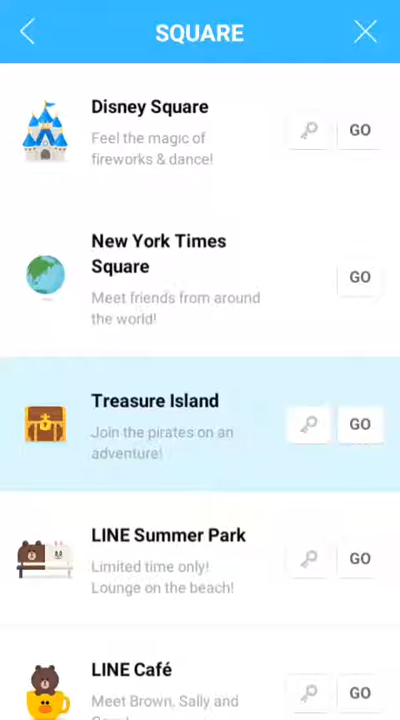 SQUARE
Disney Square
Feel the magic of
fireworks & dance!
GO
New York Times
Square
Meet friends from around
the world!
GO
Treasure Island
Join the pirates on an
adventure!
GO
LINE Summer Park
Limited time only!
Lounge on the beach!
GO
LINE Café
Meet Brown, Sally and
GO